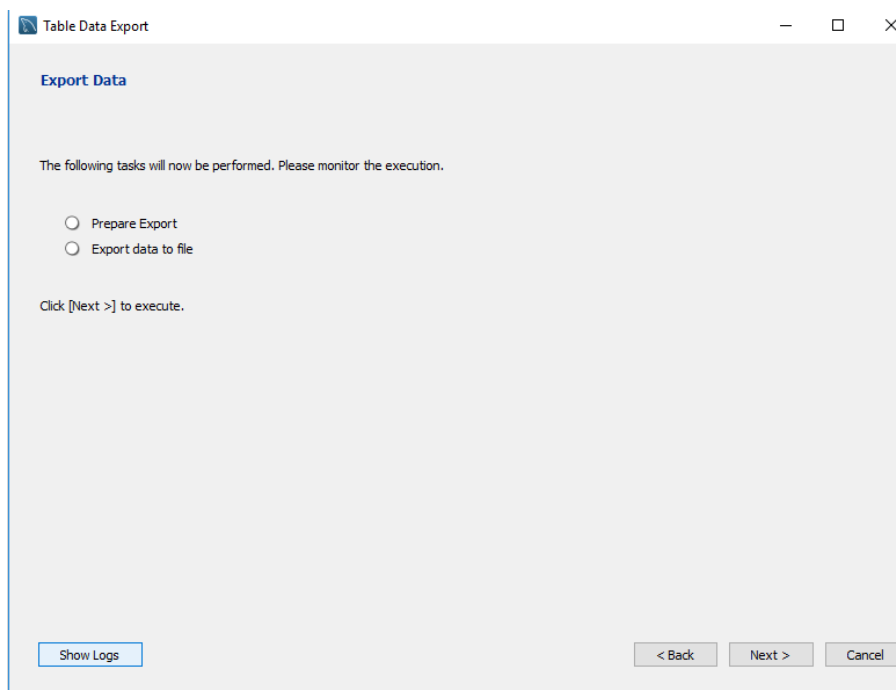 Table Data Export
Export Data
The following tasks will now be performed. Please monitor the execution.
Prepare Export
Export data to file
Click [Next >] to execute.
Show Logs
< Back
Next >
Cancel